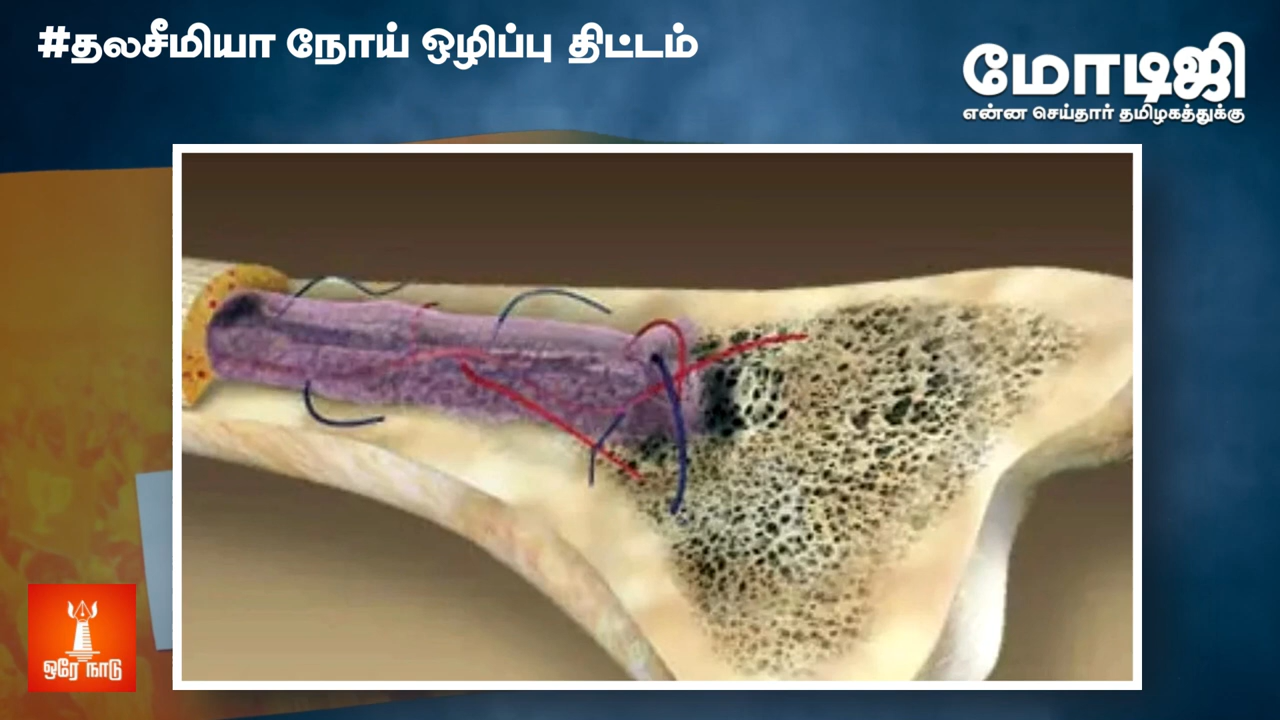 #தலசீமியா நோய் ஒழிப்பு திட்டம்
மோடிஜி
என்ன செய்தார் தமிழகத்துக்கு
ஒரே நாடு